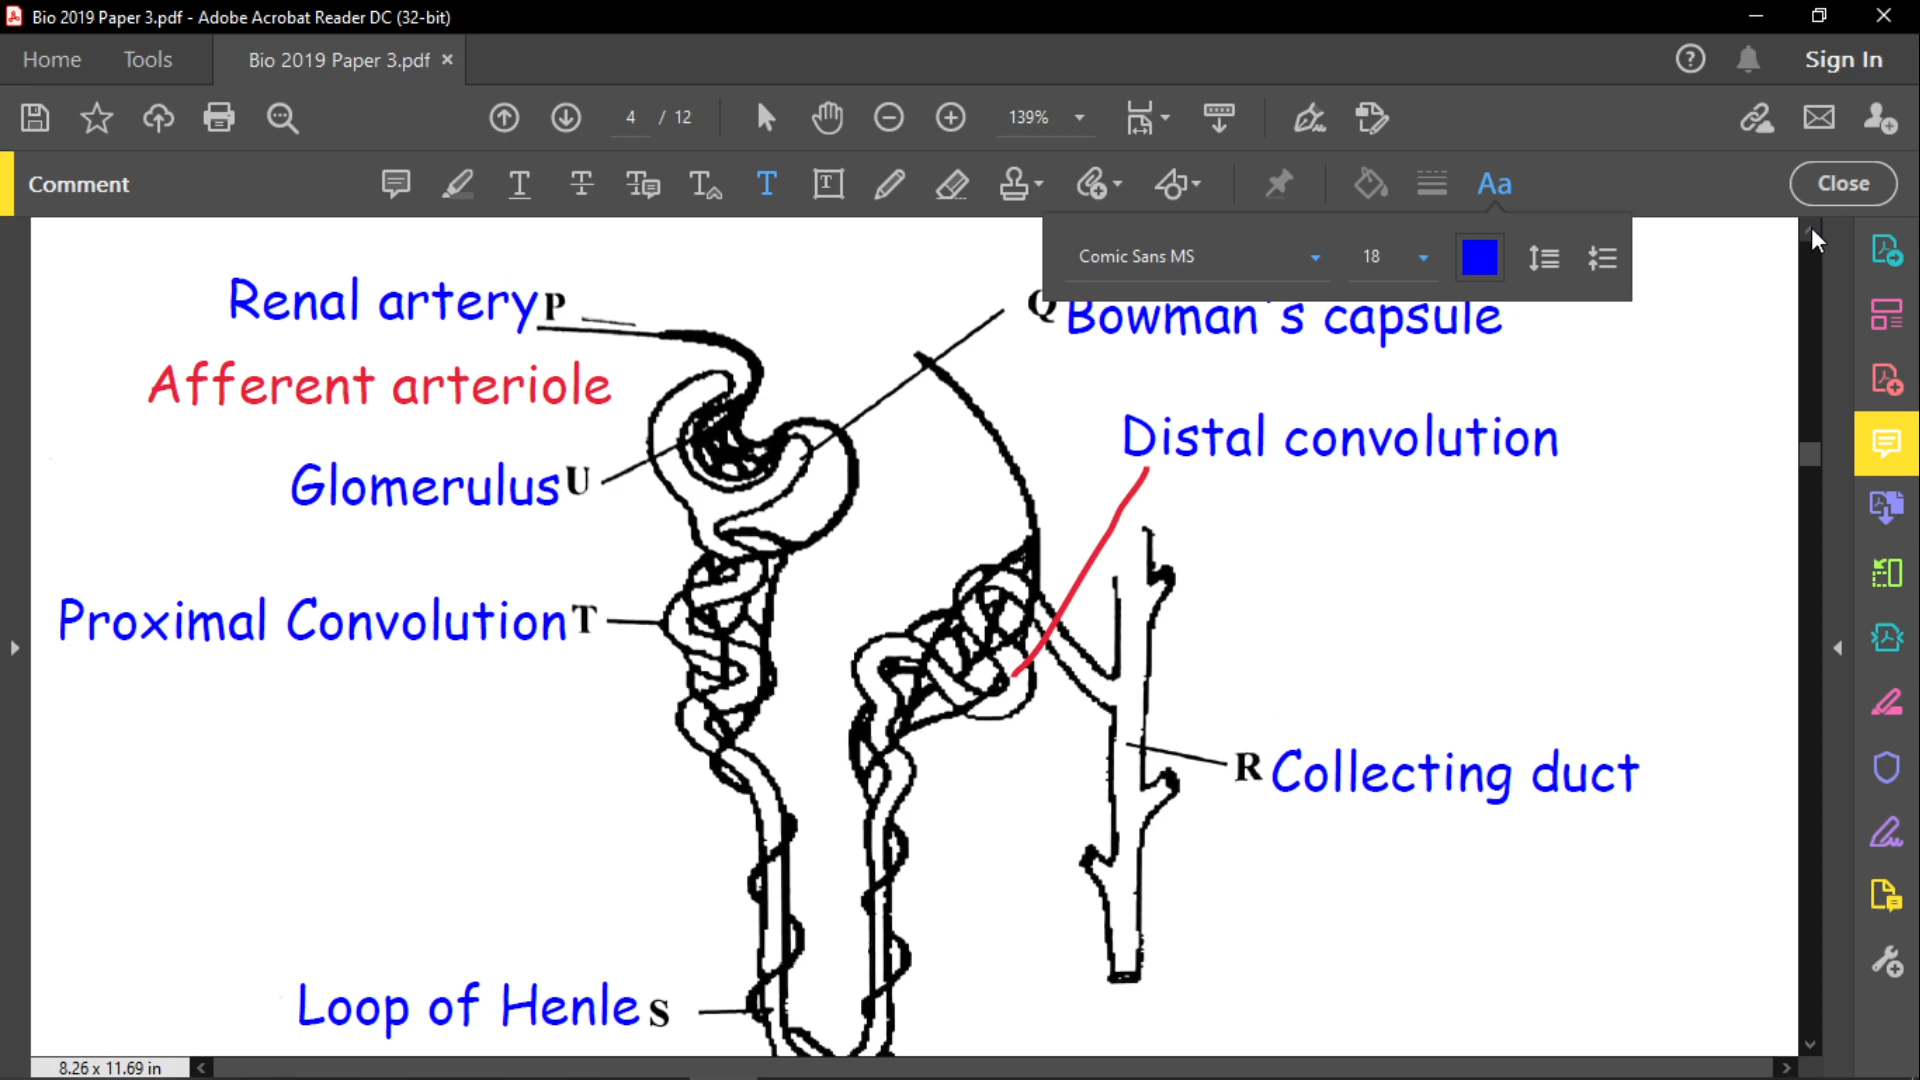 Bio 2019 Paper 3.pdf - Adobe Acrobat Reader DC (32-bit)
Home Tools Bio 2019 Paper 3.pdf × Sign In
4 / 12 139%
Comment Aa Close
Comic Sans MS 18
Renal artery P
Q Bowman's capsule
Afferent arteriole
Distal convolution
Glomerulus U
Proximal Convolution T
R Collecting duct
Loop of Henle S
8.26 x 11.69 in